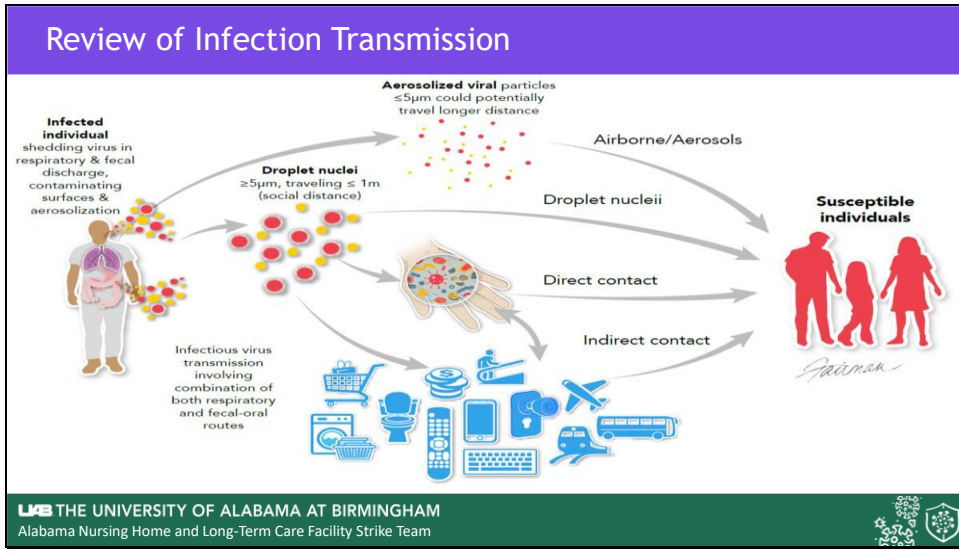 Review of Infection Transmission
Aerosolized viral particles
≤5µm could potentially
travel longer distance
Infected
individual
shedding virus in
respiratory & fecal
discharge,
contaminating
surfaces &
aerosolization
Airborne/Aerosols
Droplet nuclei
≥5µm, traveling ≤ 1m
(social distance)
Droplet nucleii
Susceptible
individuals
Direct contact
Indirect contact
Infectious virus
transmission
involving
combination of
both respiratory
and fecal-oral
routes
Fairman
UAB THE UNIVERSITY OF ALABAMA AT BIRMINGHAM
Alabama Nursing Home and Long-Term Care Facility Strike Team